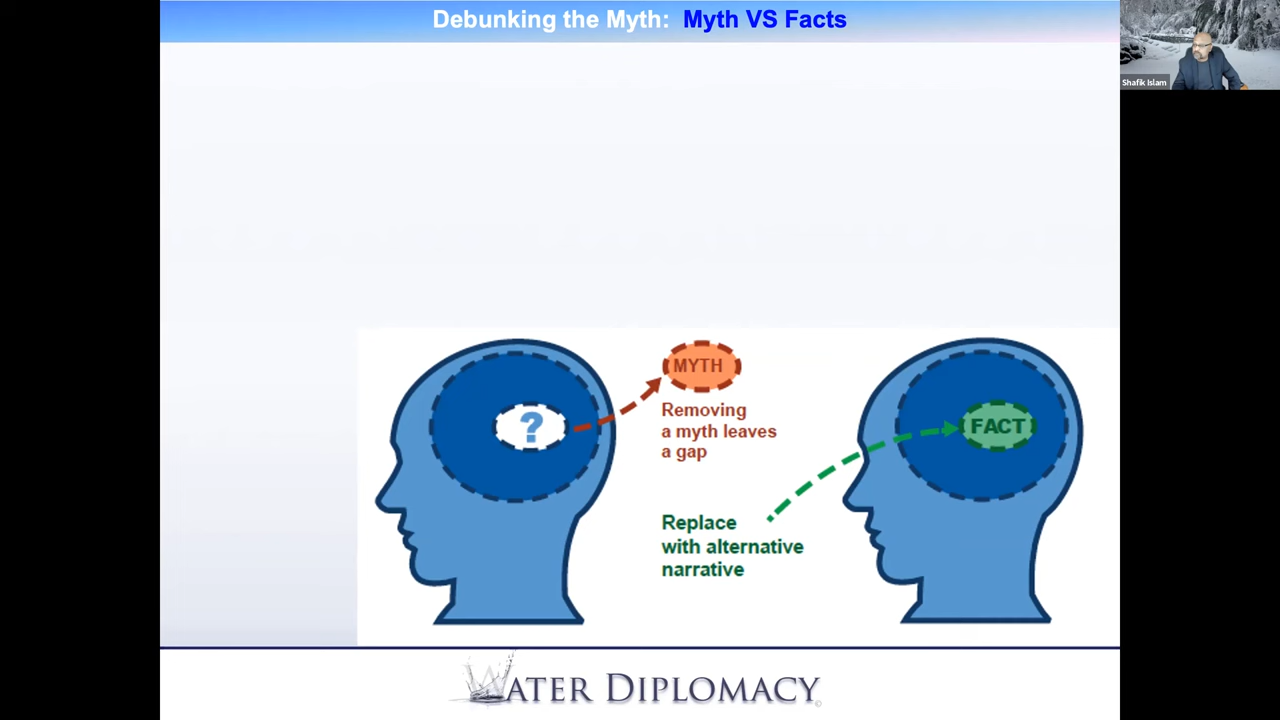 Debunking the Myth: Myth VS Facts
Shafik Islam
MYTH
Removing
a myth leaves
a gap
?
FACT
Replace
with alternative
narrative
WATER DIPLOMACY
©